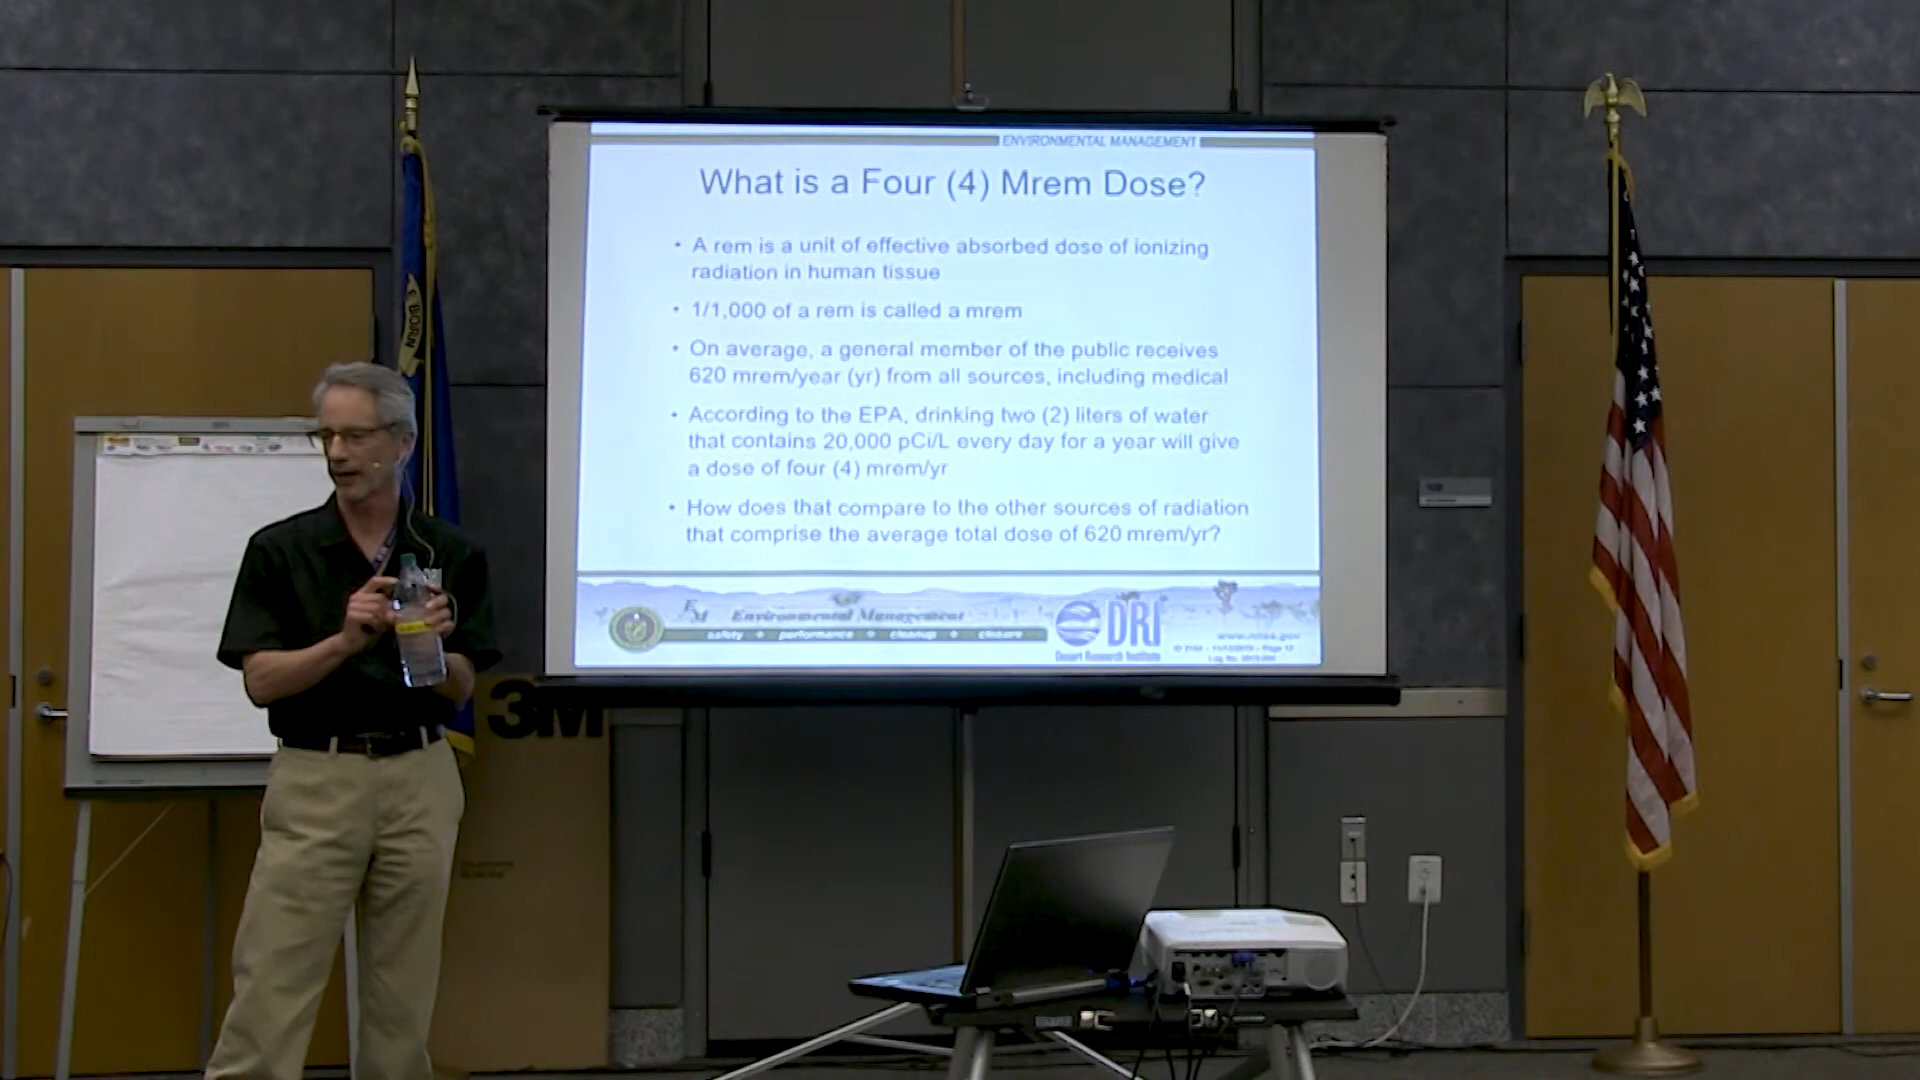 ENVIRONMENTAL MANAGEMENT
What is a Four (4) Mrem Dose?
• A rem is a unit of effective absorbed dose of ionizing
radiation in human tissue
• 1/1,000 of a rem is called a mrem
• On average, a general member of the public receives
620 mrem/year (yr) from all sources, including medical
• According to the EPA, drinking two (2) liters of water
that contains 20,000 pCi/L every day for a year will give
a dose of four (4) mrem/yr
• How does that compare to the other sources of radiation
that comprise the average total dose of 620 mrem/yr?
EM Environmental Management
safety performance cleanup closure
DRI
Desert Research Institute
www.nnsa.gov
E BORN
3M